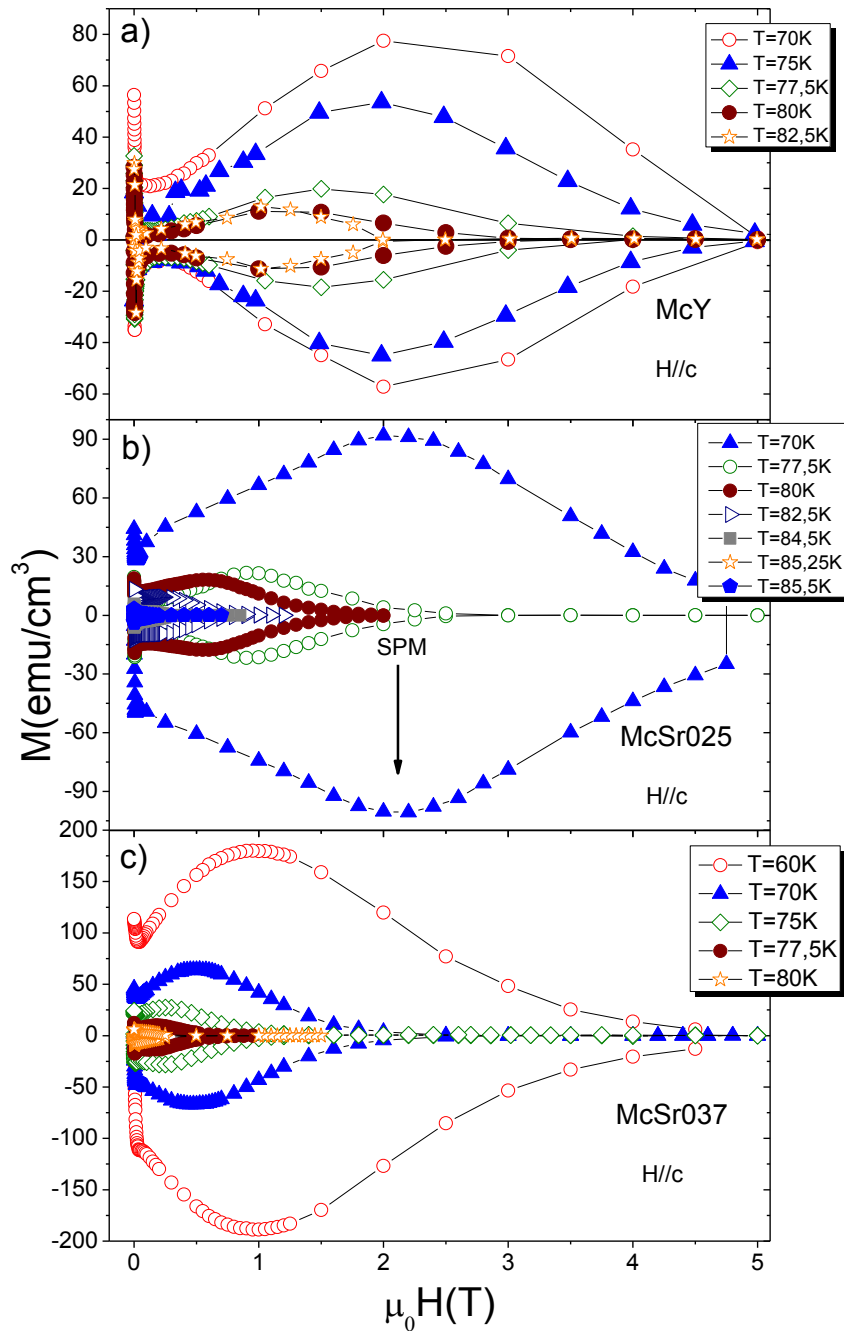 a)
80
60
40
20
0
-20
-40
-60
T=70K
T=75K
T=77,5K
T=80K
T=82,5K
McY
H//c
b)
90
60
30
0
-30
-60
-90
T=70K
T=77,5K
T=80K
T=82,5K
T=84,5K
T=85,25K
T=85,5K
SPM
McSr025
H//c
M(emu/cm³)
c)
200
150
100
50
0
-50
-100
-150
-200
T=60K
T=70K
T=75K
T=77,5K
T=80K
McSr037
H//c
0 1 2 3 4 5
μ₀H(T)